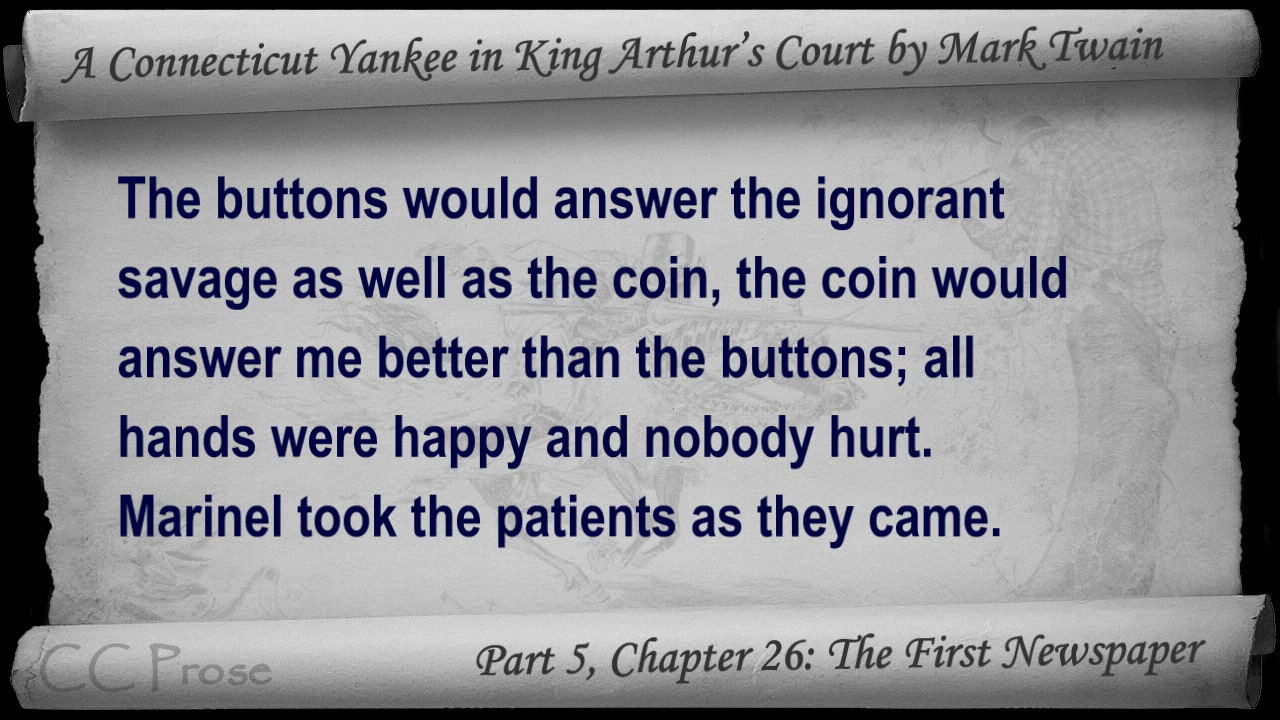 A Connecticut Yankee in King Arthur's Court by Mark Twain
The buttons would answer the ignorant
savage as well as the coin, the coin would
answer me better than the buttons; all
hands were happy and nobody hurt.
Marinel took the patients as they came.
CC Prose
Part 5, Chapter 26: The First Newspaper